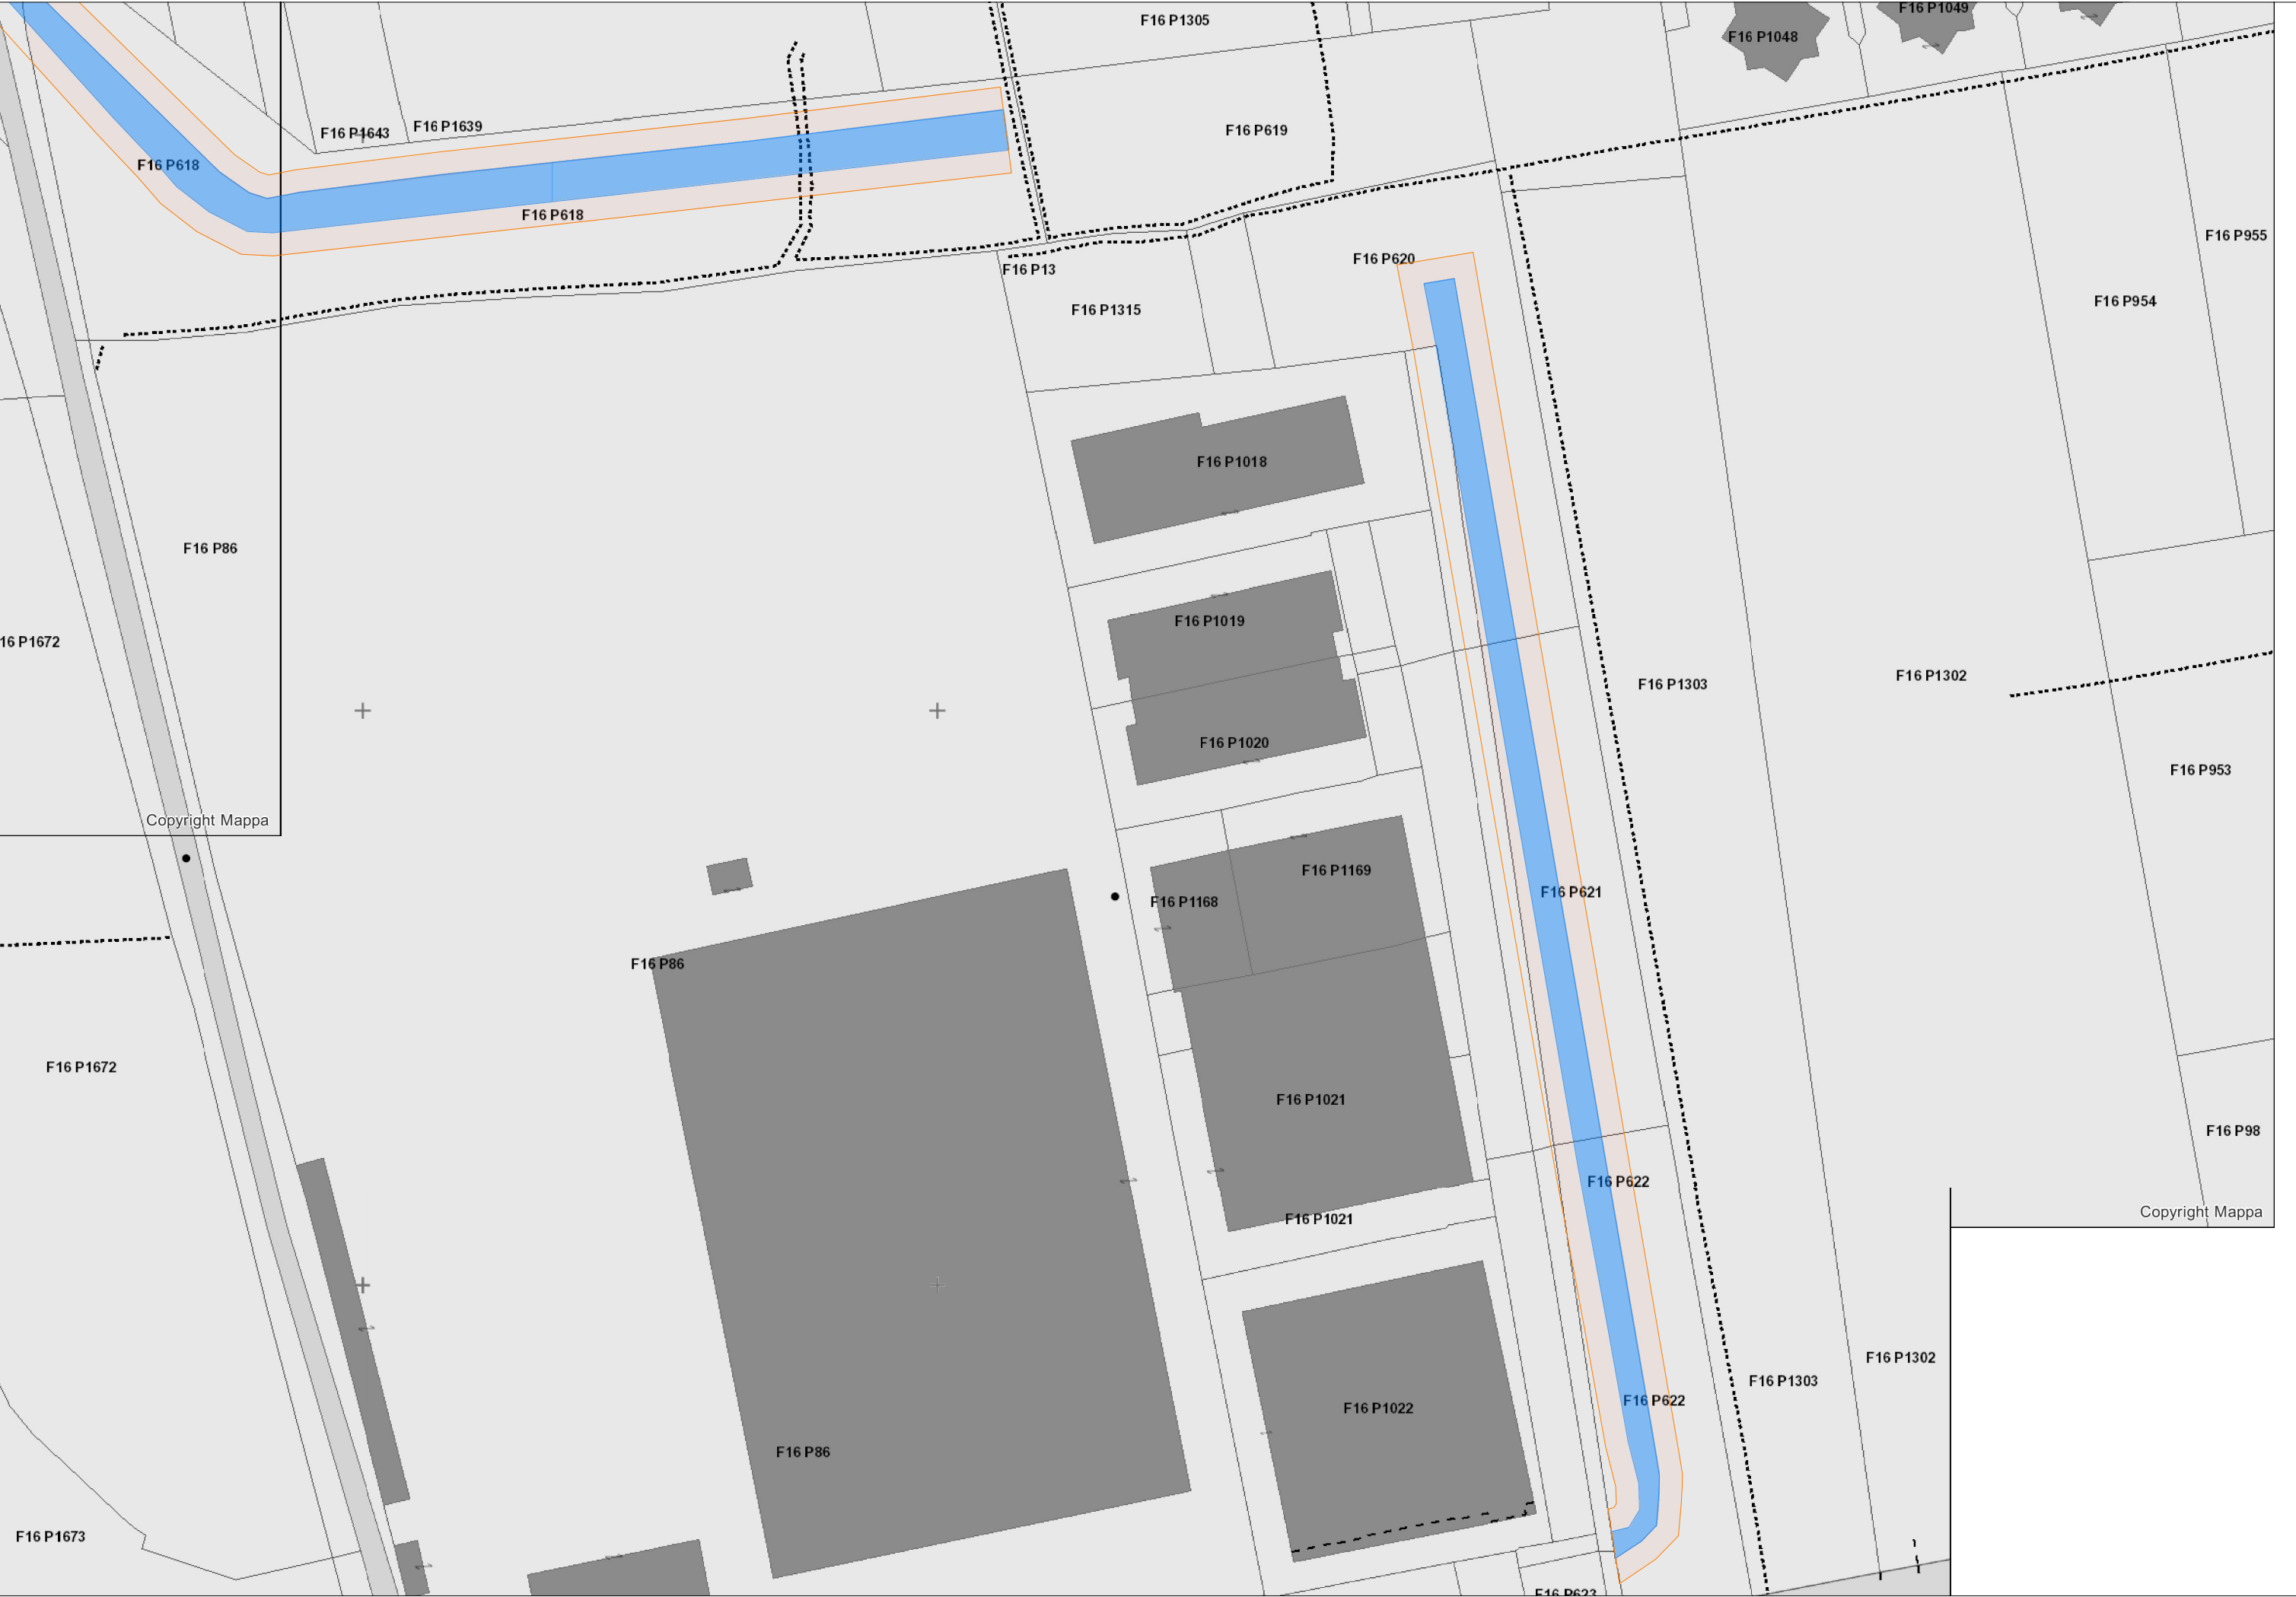 F16 P1305
F16 P1048
F16 P1049
F16 P1643
F16 P1639
F16 P619
F16 P618
F16 P618
F16 P955
F16 P620
F16 P13
F16 P1315
F16 P954
F16 P1018
F16 P86
F16 P1019
16 P1672
F16 P1303
F16 P1302
F16 P1020
F16 P953
Copyright Mappa
F16 P1169
F16 P621
F16 P1168
F16 P86
F16 P1672
F16 P1021
F16 P98
F16 P622
Copyright Mappa
F16 P1021
F16 P1302
F16 P1303
F16 P622
F16 P1022
F16 P86
F16 P1673
F16 P623